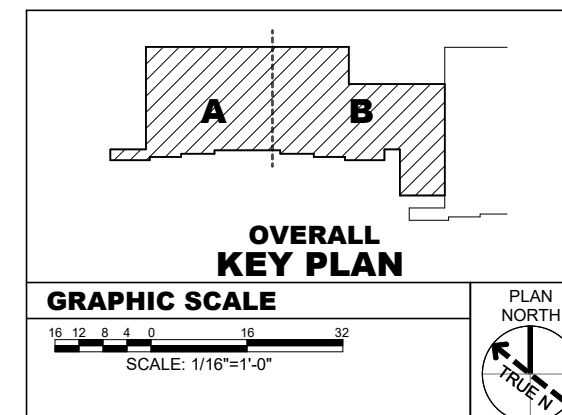 A
B
OVERALL
KEY PLAN
GRAPHIC SCALE
16 12 8 4 0 16 32
SCALE: 1/16"=1'-0"
PLAN
NORTH
TRUE N